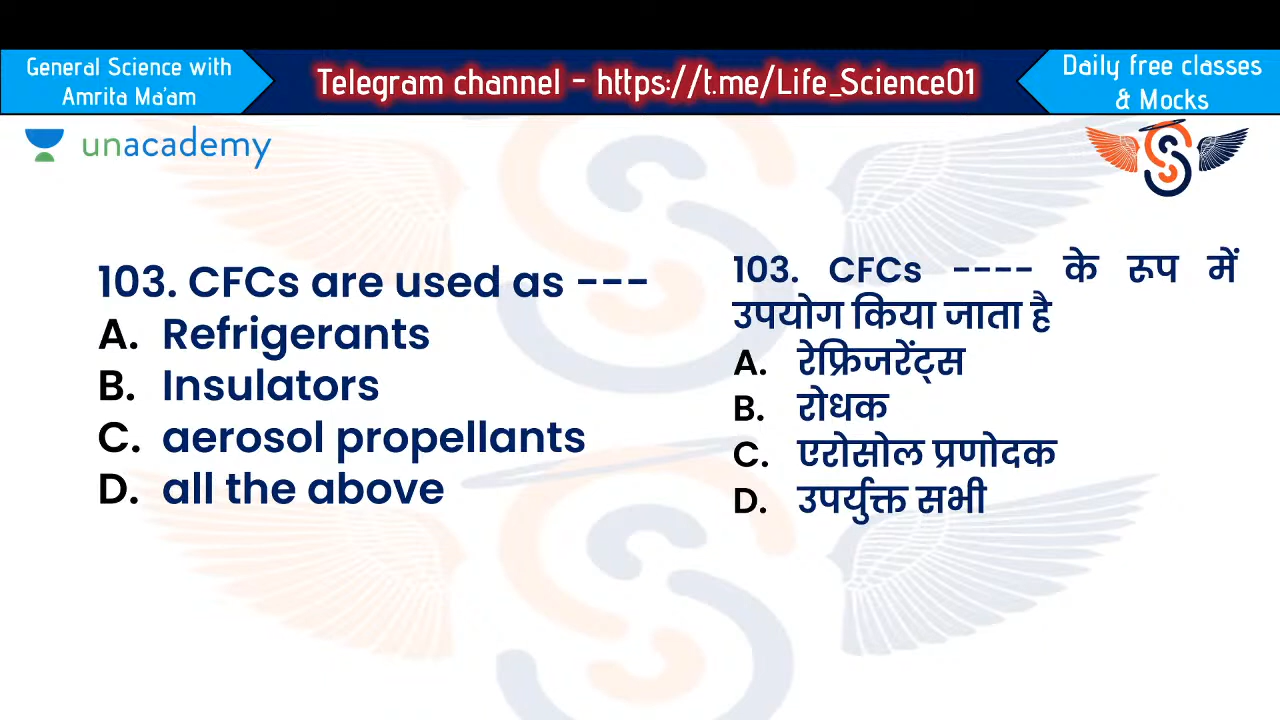 General Science with
Amrita Ma'am
Telegram channel - https://t.me/Life_Science01
Daily free classes
& Mocks
unacademy
103. CFCs are used as ---
A. Refrigerants
B. Insulators
C. aerosol propellants
D. all the above
103. CFCs ---- के रूप में
उपयोग किया जाता है
A. रेफ्रिजरेंट्स
B. रोधक
C. एरोसोल प्रणोदक
D. उपर्युक्त सभी